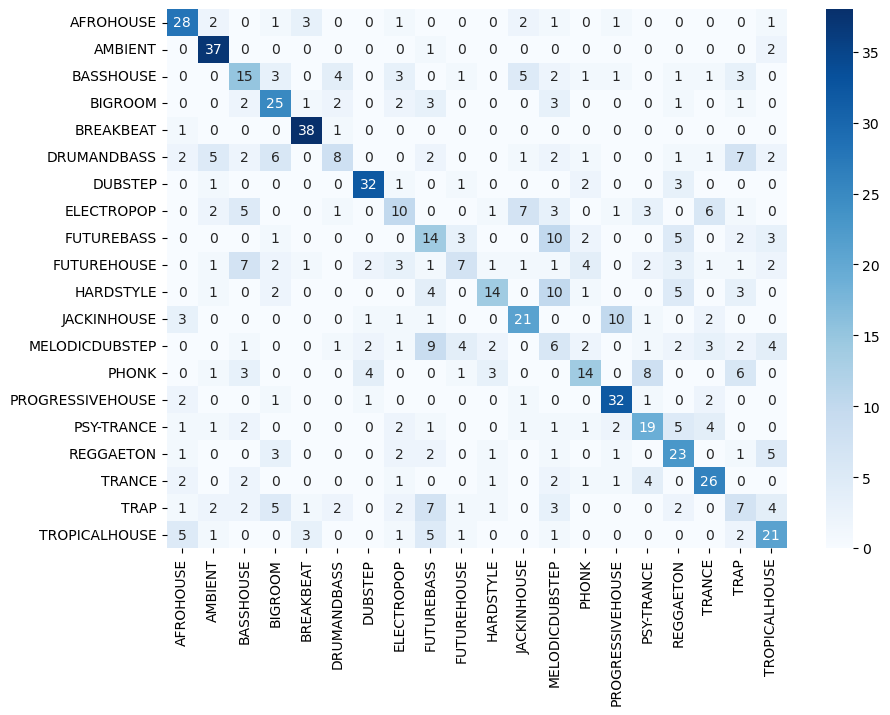 AFROHOUSE 28 2 0 1 3 0 0 1 0 0 0 2 1 0 1 0 0 0 0 1
AMBIENT 0 37 0 0 0 0 0 0 1 0 0 0 0 0 0 0 0 0 0 2
BASSHOUSE 0 0 15 3 0 4 0 3 0 1 0 5 2 1 1 0 1 1 3 0
BIGROOM 0 0 2 25 1 2 0 2 3 0 0 0 3 0 0 0 1 0 1 0
BREAKBEAT 1 0 0 0 38 1 0 0 0 0 0 0 0 0 0 0 0 0 0 0
DRUMANDBASS 2 5 2 6 0 8 0 0 2 0 0 1 2 1 0 0 1 1 7 2
DUBSTEP 0 1 0 0 0 0 32 1 0 1 0 0 0 2 0 0 3 0 0 0
ELECTROPOP 0 2 5 0 0 1 0 10 0 0 1 7 3 0 1 3 0 6 1 0
FUTUREBASS 0 0 0 1 0 0 0 0 14 3 0 0 10 2 0 0 5 0 2 3
FUTUREHOUSE 0 1 7 2 1 0 2 3 1 7 1 1 1 4 0 2 3 1 1 2
HARDSTYLE 0 1 0 2 0 0 0 0 4 0 14 0 10 1 0 0 5 0 3 0
JACKINHOUSE 3 0 0 0 0 0 1 1 1 0 0 21 0 0 10 1 0 2 0 0
MELODICDUBSTEP 0 0 1 0 0 1 2 1 9 4 2 0 6 2 0 1 2 3 2 4
PHONK 0 1 3 0 0 0 4 0 0 1 3 0 0 14 0 8 0 0 6 0
PROGRESSIVEHOUSE 2 0 0 1 0 0 1 0 0 0 0 1 0 0 32 1 0 2 0 0
PSY-TRANCE 1 1 2 0 0 0 0 2 1 0 0 1 1 1 2 19 5 4 0 0
REGGAETON 1 0 0 3 0 0 0 2 2 0 1 0 1 0 1 0 23 0 1 5
TRANCE 2 0 2 0 0 0 0 1 0 0 1 0 2 1 1 4 0 26 0 0
TRAP 1 2 2 5 1 2 0 2 7 1 1 0 3 0 0 0 2 0 7 4
TROPICALHOUSE 5 1 0 0 3 0 0 1 5 1 0 0 1 0 0 0 0 0 2 21
AFROHOUSE
AMBIENT
BASSHOUSE
BIGROOM
BREAKBEAT
DRUMANDBASS
DUBSTEP
ELECTROPOP
FUTUREBASS
FUTUREHOUSE
HARDSTYLE
JACKINHOUSE
MELODICDUBSTEP
PHONK
PROGRESSIVEHOUSE
PSY-TRANCE
REGGAETON
TRANCE
TRAP
TROPICALHOUSE
35
30
25
20
15
10
5
0